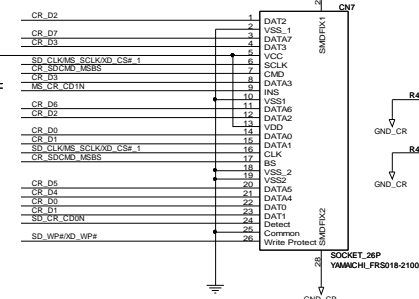 CN7
CR_D2 1 DAT2
2 VSS_1
CR_D7 3 DATA7
CR_D3 4 DAT3
5 VCC
SD_CLK/MS_SCLK/XD_CS#_1 6 SCLK
CR_SDCMD_MSBS 7 CMD
CR_D3 8 DATA3
MS_CR_CD1N 9 INS
10 VSS1
CR_D6 11 DATA6
CR_D2 12 DATA2
13 VDD
CR_D0 14 DATA0
CR_D1 15 DATA1
SD_CLK/MS_SCLK/XD_CS#_1 16 CLK
CR_SDCMD_MSBS 17 BS
18 VSS_2
19 VSS2
CR_D5 20 DATA5
CR_D4 21 DATA4
CR_D0 22 DAT0
CR_D1 23 DAT1
SD_CR_CD0N 24 Detect
25 Common
SD_WP#/XD_WP# 26 Write Protect
SMDFIX1
SMDFIX2
28
SOCKET_26P
YAMAICHI_FRS018-2100
GND_CR
R4
GND_CR
R4
GND_CR